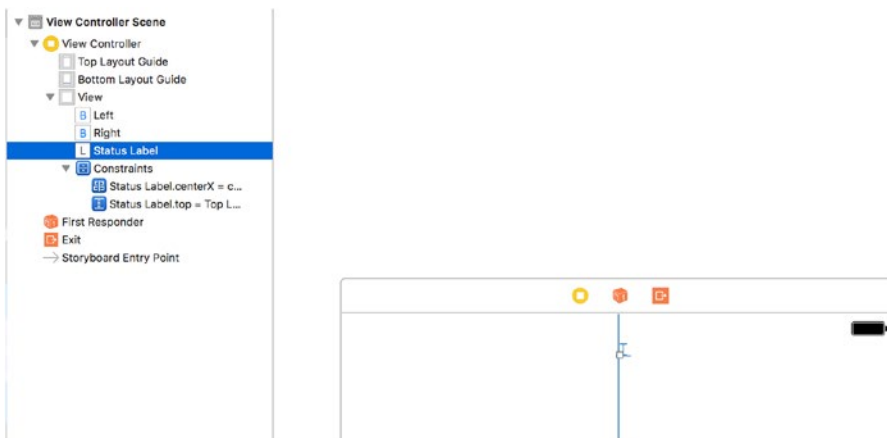 View Controller Scene
View Controller
Top Layout Guide
Bottom Layout Guide
View
B Left
B Right
L Status Label
Constraints
Status Label.centerX = c...
Status Label.top = Top L...
First Responder
Exit
Storyboard Entry Point